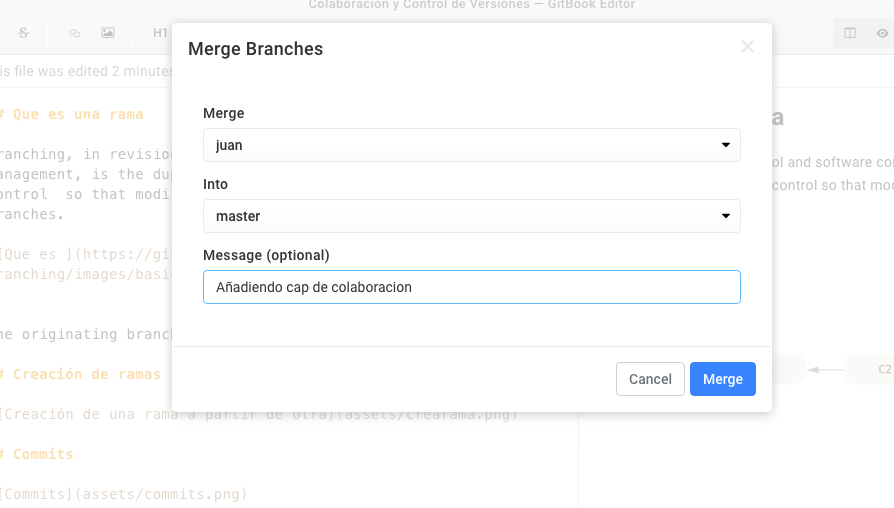 Colaboracion y Control de Versiones — GitBook Editor
S H1
is file was edited 2 minutes
Merge Branches
×
# Que es una rama
ranching, in revision
anagement, is the dup
ontrol so that modif
ranches.
[Que es ](https://gi
ranching/images/basi
he originating branch
# Creación de ramas
[Creación de una rama a partir de otra](assets/crearama.png)
# Commits
[Commits](assets/commits.png)
Merge
juan
Into
master
Message (optional)
Añadiendo cap de colaboracion
Cancel Merge
a
ol and software co
control so that mo
C2